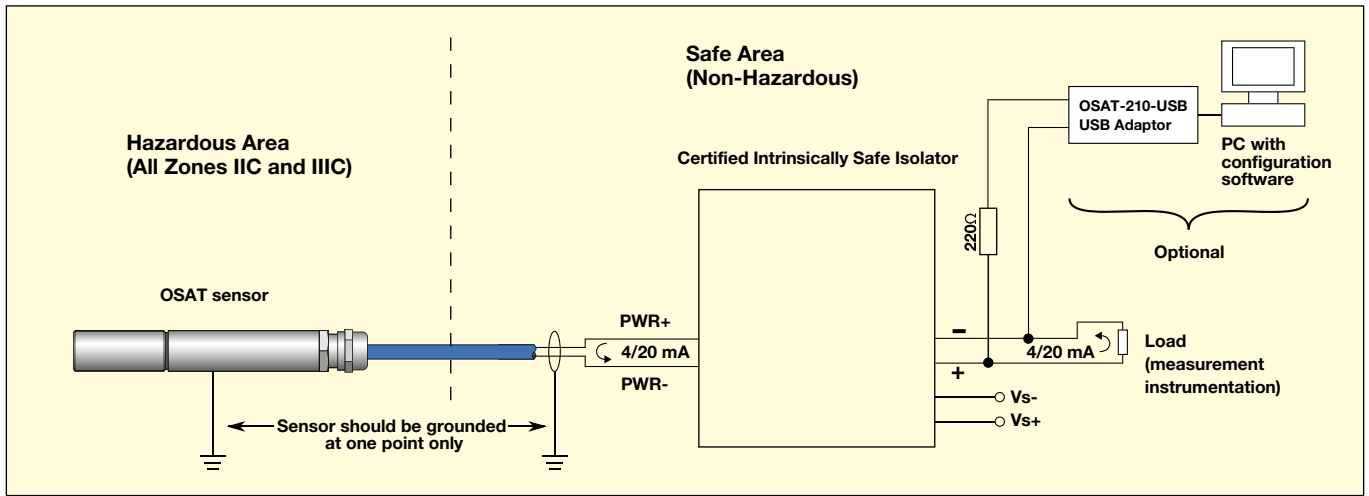 Hazardous Area
(All Zones IIC and IIIC)
Safe Area
(Non-Hazardous)
OSAT-210-USB
USB Adaptor
PC with
configuration
software
Optional
Certified Intrinsically Safe Isolator
220Ω
OSAT sensor
PWR+
4/20 mA
PWR-
−
+
4/20 mA
Load
(measurement
instrumentation)
Vs-
Vs+
Sensor should be grounded
at one point only